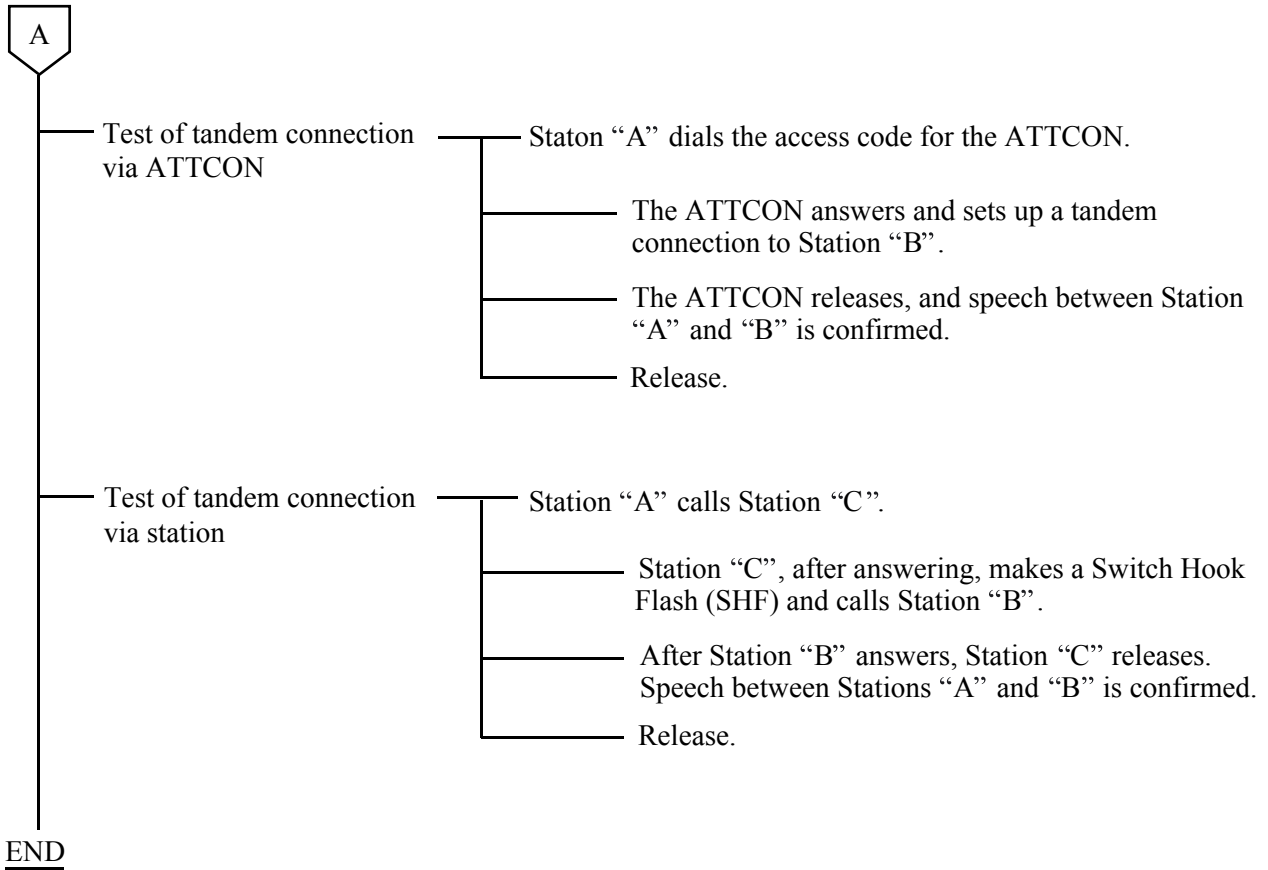 A
Test of tandem connection
via ATTCON
Staton “A” dials the access code for the ATTCON.
The ATTCON answers and sets up a tandem
connection to Station “B”.
The ATTCON releases, and speech between Station
“A” and “B” is confirmed.
Release.
Test of tandem connection
via station
Station “A” calls Station “C”.
Station “C”, after answering, makes a Switch Hook
Flash (SHF) and calls Station “B”.
After Station “B” answers, Station “C” releases.
Speech between Stations “A” and “B” is confirmed.
Release.
END